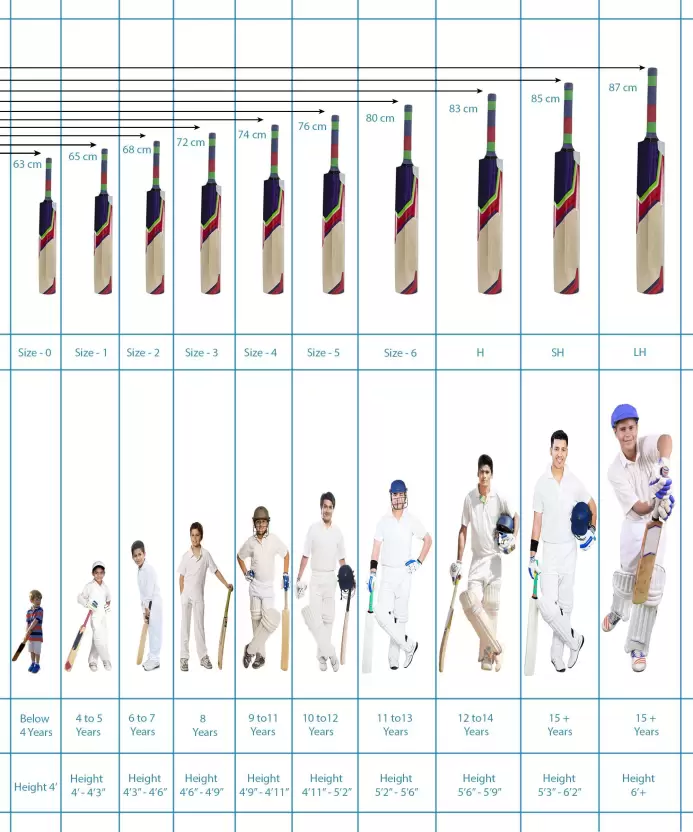 87 cm
85 cm
83 cm
80 cm
76 cm
74 cm
72 cm
68 cm
65 cm
63 cm
Size - 0 Size - 1 Size - 2 Size - 3 Size - 4 Size - 5 Size - 6 H SH LH
Below 4 to 5 6 to 7 8 9 to11 10 to12 11 to13 12 to14 15 + 15 +
4 Years Years Years Years Years Years Years Years Years Years
Height 4’ Height Height Height Height Height Height Height Height Height
4’ - 4’3” 4’3” - 4’6” 4’6” - 4’9” 4’9” - 4’11” 4’11” - 5’2” 5’2” - 5’6” 5’6” - 5’9” 5’3” - 6’2” 6’+